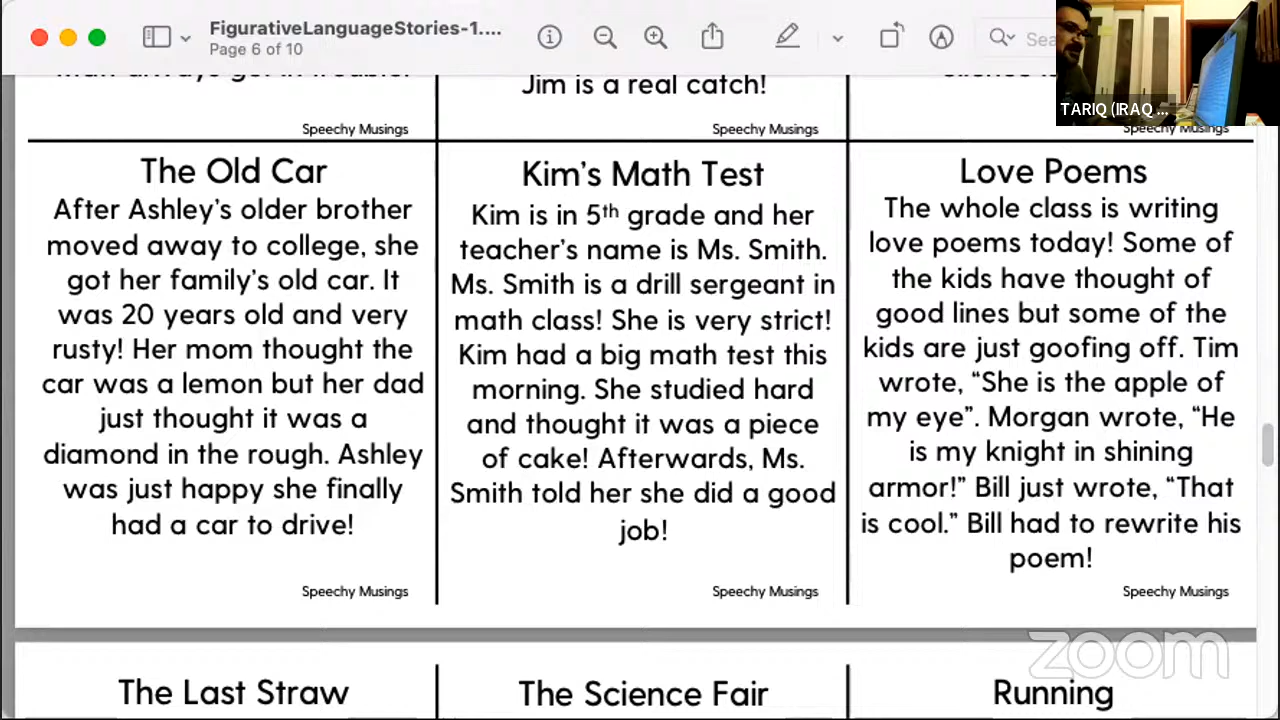 FigurativeLanguageStories-1....
Page 6 of 10
TARIQ (IRAQ ...
Jim is a real catch!
Speechy Musings
Speechy Musings
Speechy Musings
The Old Car
After Ashley's older brother
moved away to college, she
got her family's old car. It
was 20 years old and very
rusty! Her mom thought the
car was a lemon but her dad
just thought it was a
diamond in the rough. Ashley
was just happy she finally
had a car to drive!
Speechy Musings
Kim's Math Test
Kim is in 5th grade and her
teacher's name is Ms. Smith.
Ms. Smith is a drill sergeant in
math class! She is very strict!
Kim had a big math test this
morning. She studied hard
and thought it was a piece
of cake! Afterwards, Ms.
Smith told her she did a good
job!
Speechy Musings
Love Poems
The whole class is writing
love poems today! Some of
the kids have thought of
good lines but some of the
kids are just goofing off. Tim
wrote, “She is the apple of
my eye”. Morgan wrote, “He
is my knight in shining
armor!” Bill just wrote, “That
is cool.” Bill had to rewrite his
poem!
Speechy Musings
zoom
The Last Straw
The Science Fair
Running